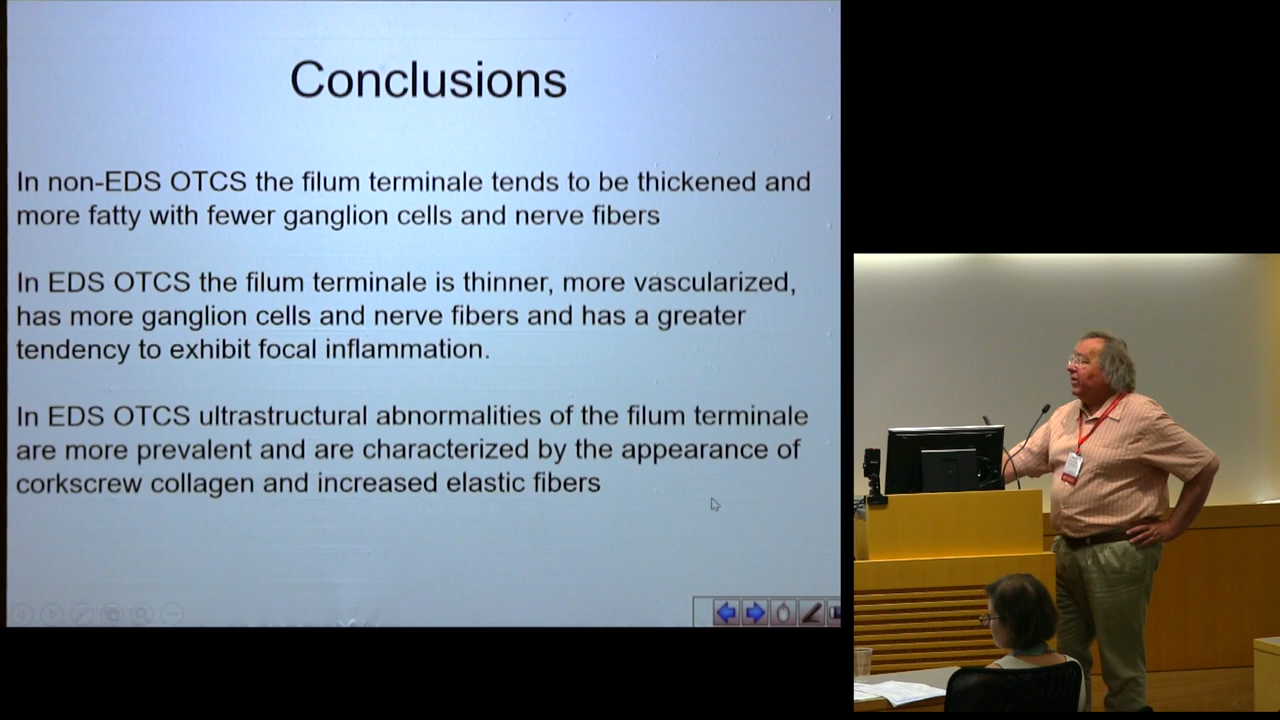 Conclusions
In non-EDS OTCS the filum terminale tends to be thickened and
more fatty with fewer ganglion cells and nerve fibers
In EDS OTCS the filum terminale is thinner, more vascularized,
has more ganglion cells and nerve fibers and has a greater
tendency to exhibit focal inflammation.
In EDS OTCS ultrastructural abnormalities of the filum terminale
are more prevalent and are characterized by the appearance of
corkscrew collagen and increased elastic fibers